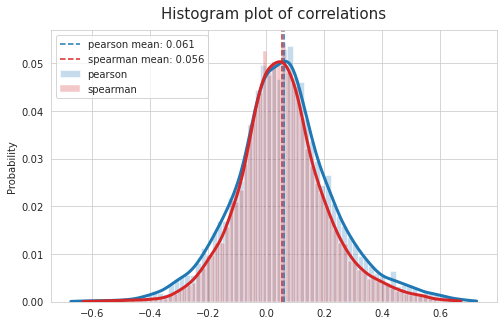 Histogram plot of correlations
pearson mean: 0.061
spearman mean: 0.056
pearson
spearman
Probability
0.05
0.04
0.03
0.02
0.01
0.00
−0.6 −0.4 −0.2 0.0 0.2 0.4 0.6